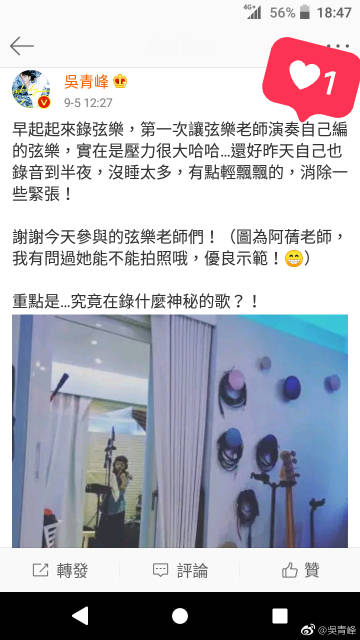 4G+ 56% 18:47
1
吳青峰
9-5 12:27
早起起來錄弦樂，第一次讓弦樂老師演奏自己編
的弦樂，實在是壓力很大哈哈…還好昨天自己也
錄音到半夜，沒睡太多，有點輕飄飄的，消除一
些緊張！
謝謝今天參與的弦樂老師們！（圖為阿蒨老師，
我有問過她能不能拍照哦，優良示範！😁）
重點是…究竟在錄什麼神秘的歌？！
轉發
評論
贊
@吳青峰